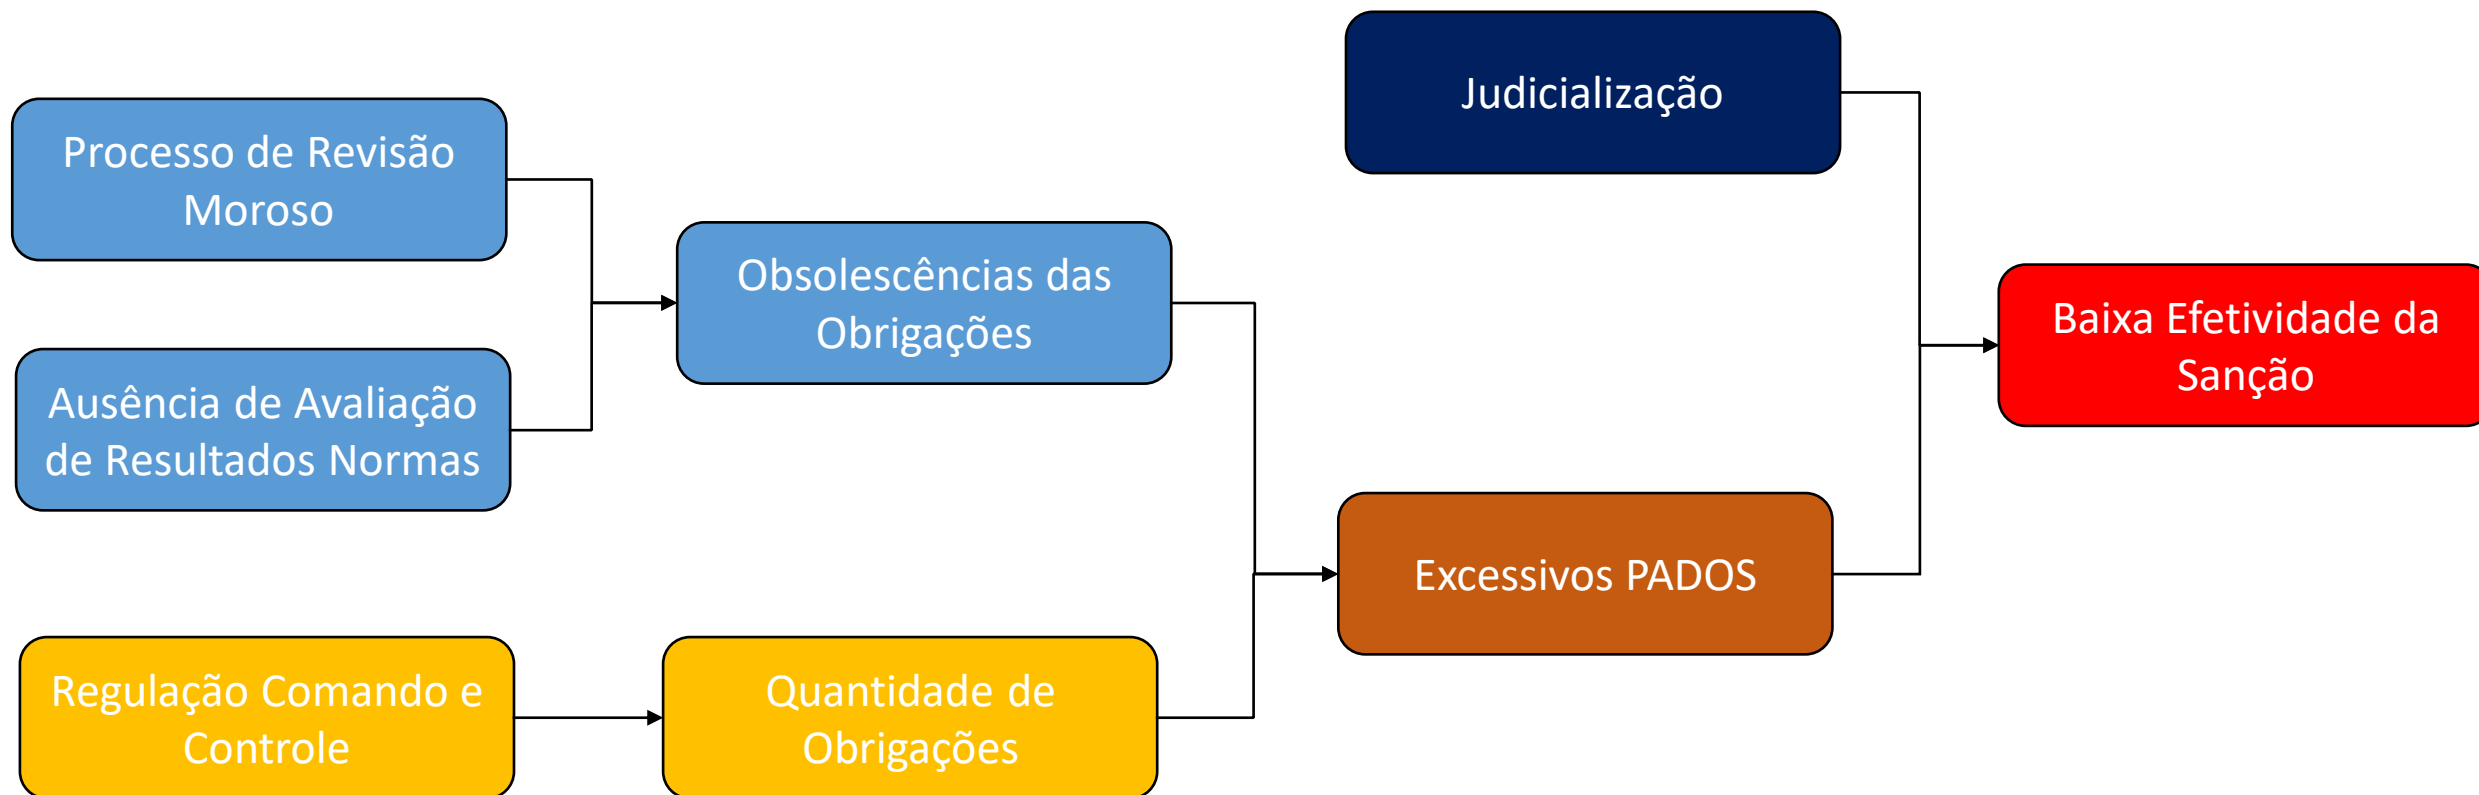 Processo de Revisão
Moroso
Ausência de Avaliação
de Resultados Normas
Regulação Comando e
Controle
Obsolescências das
Obrigações
Quantidade de
Obrigações
Judicialização
Excessivos PADOS
Baixa Efetividade da
Sanção